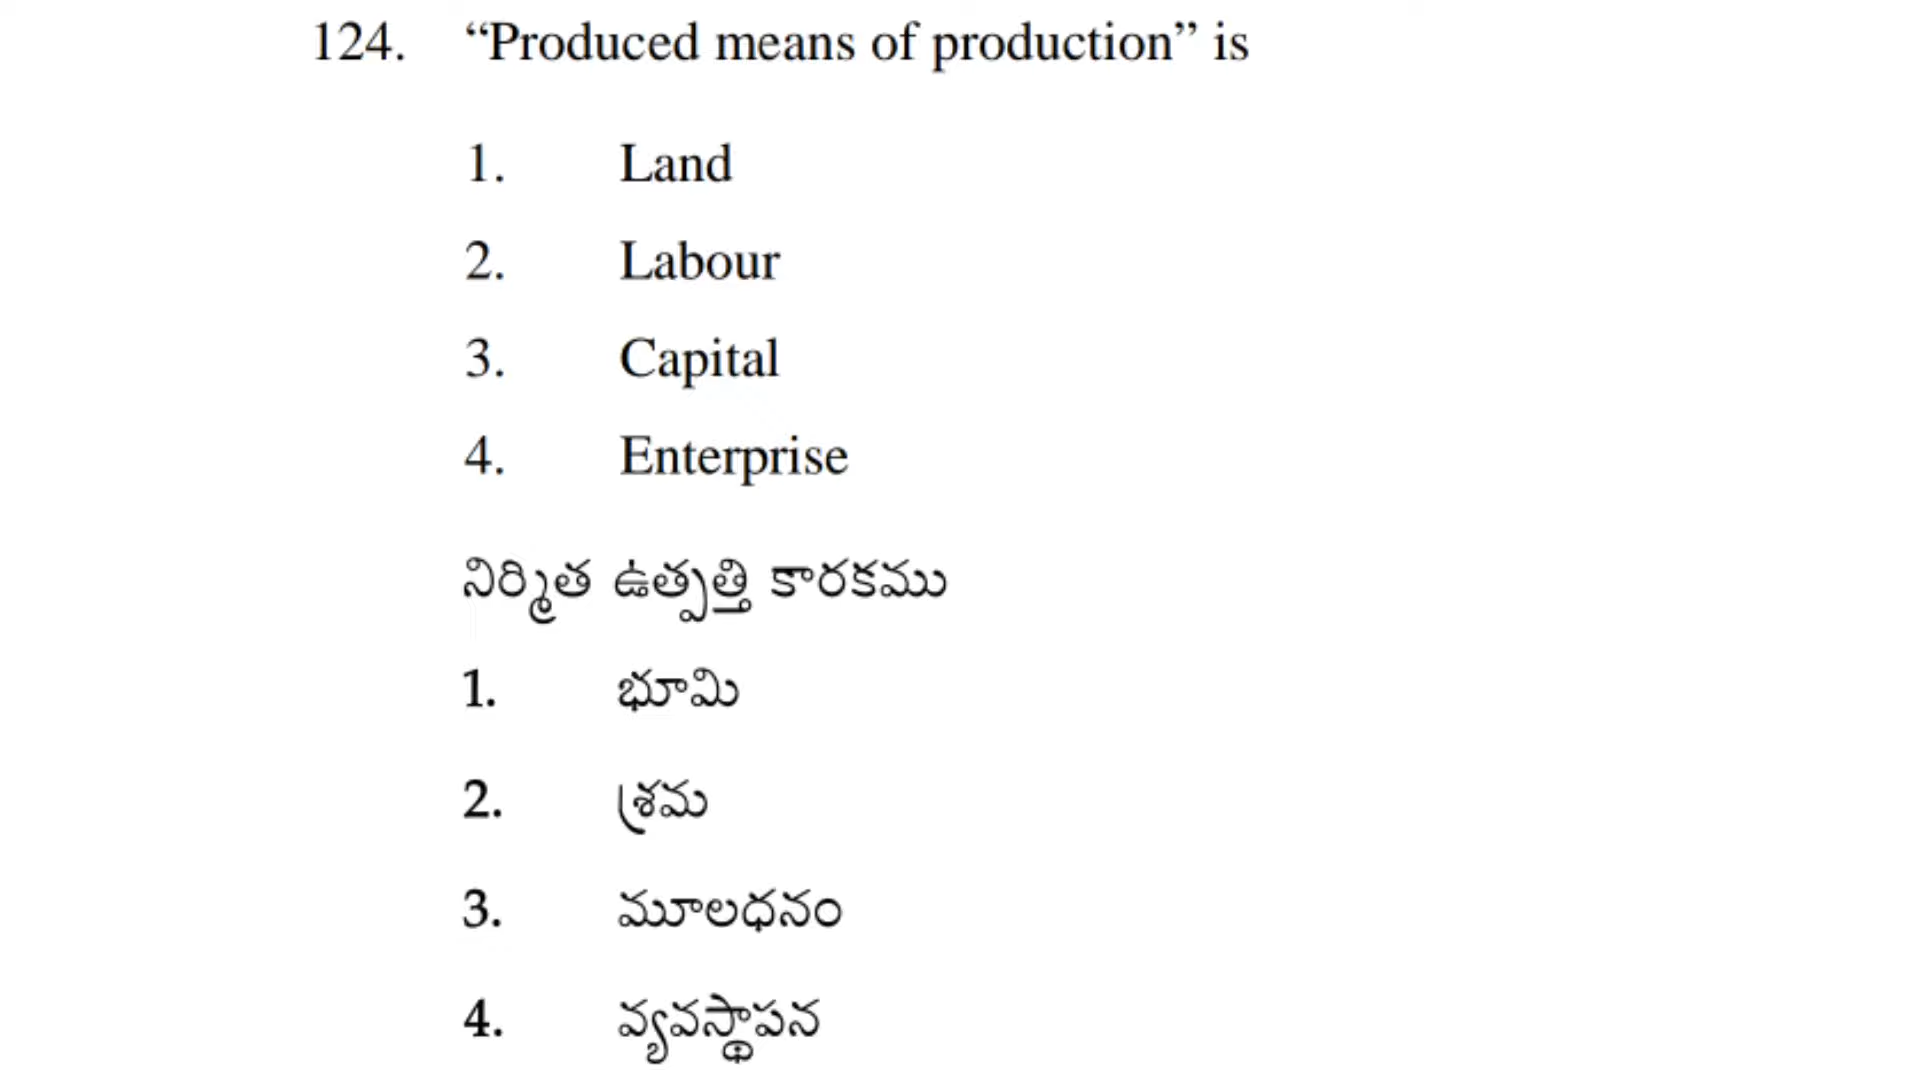 124. “Produced means of production” is
1. Land
2. Labour
3. Capital
4. Enterprise
నిర్మిత ఉత్పత్తి కారకము
1. భూమి
2. శ్రమ
3. మూలధనం
4. వ్యవస్థాపన